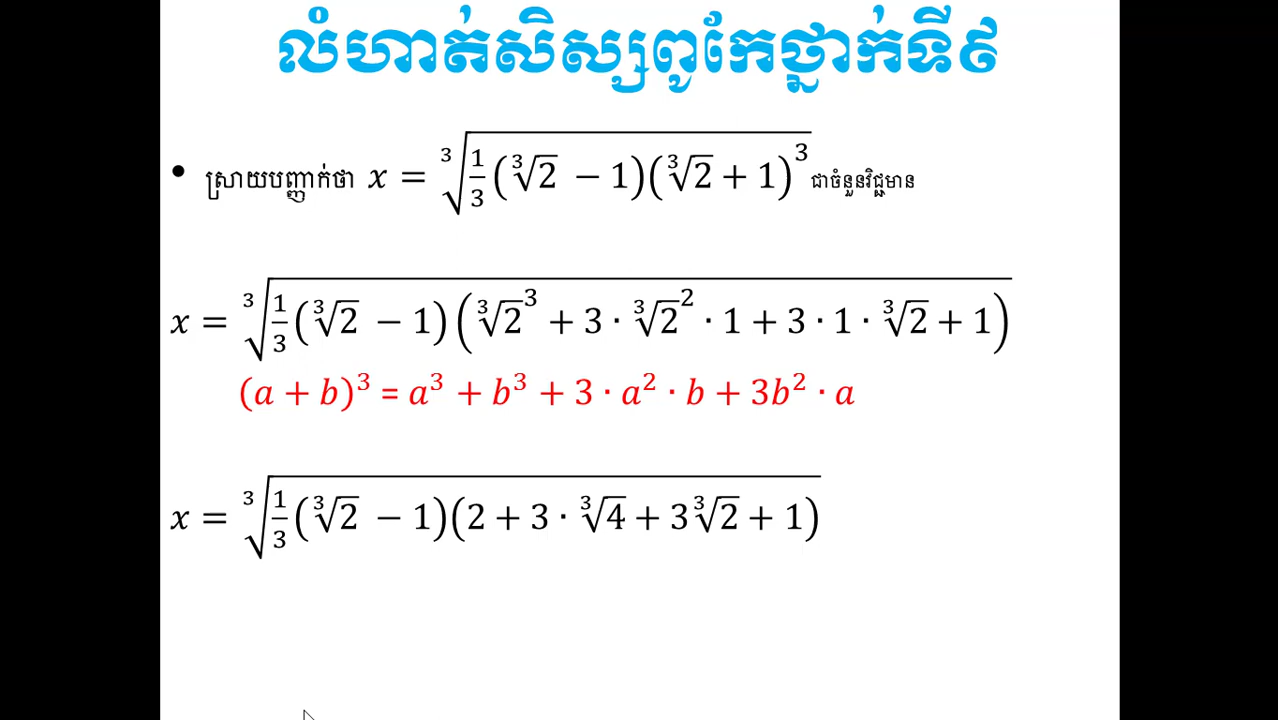 លំហាត់សិស្សពូកែថ្នាក់ទី៩
• ស្រាយបញ្ញាក់ថា x = ∛(1/3 (∛2 − 1)(∛2 + 1)³) ជាចំនួនវិជ្ជមាន
x = ∛(1/3 (∛2 − 1)(∛2³ + 3 · ∛2² · 1 + 3 · 1 · ∛2 + 1))
(a + b)³ = a³ + b³ + 3 · a² · b + 3b² · a
x = ∛(1/3 (∛2 − 1)(2 + 3 · ∛4 + 3∛2 + 1))